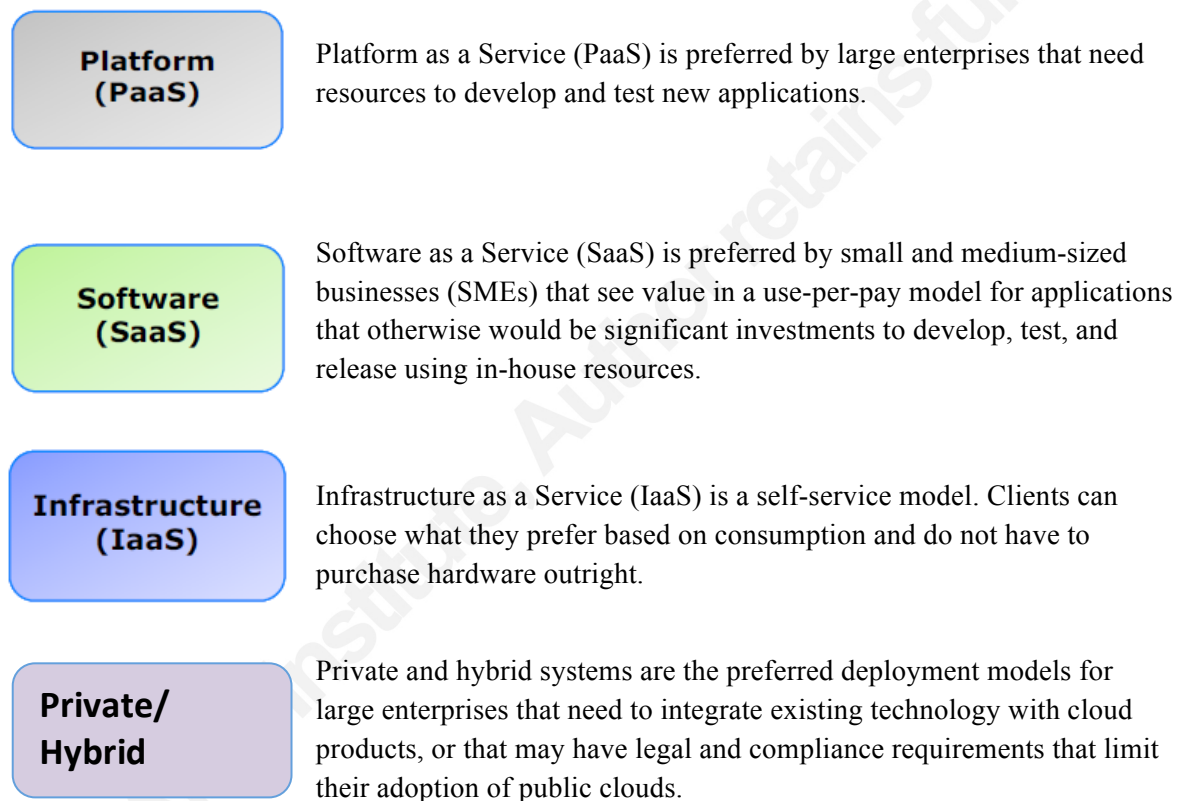 Platform
(PaaS)
Platform as a Service (PaaS) is preferred by large enterprises that need
resources to develop and test new applications.
Software
(SaaS)
Software as a Service (SaaS) is preferred by small and medium-sized
businesses (SMEs) that see value in a use-per-pay model for applications
that otherwise would be significant investments to develop, test, and
release using in-house resources.
Infrastructure
(IaaS)
Infrastructure as a Service (IaaS) is a self-service model. Clients can
choose what they prefer based on consumption and do not have to
purchase hardware outright.
Private/
Hybrid
Private and hybrid systems are the preferred deployment models for
large enterprises that need to integrate existing technology with cloud
products, or that may have legal and compliance requirements that limit
their adoption of public clouds.
Institute, Author retains